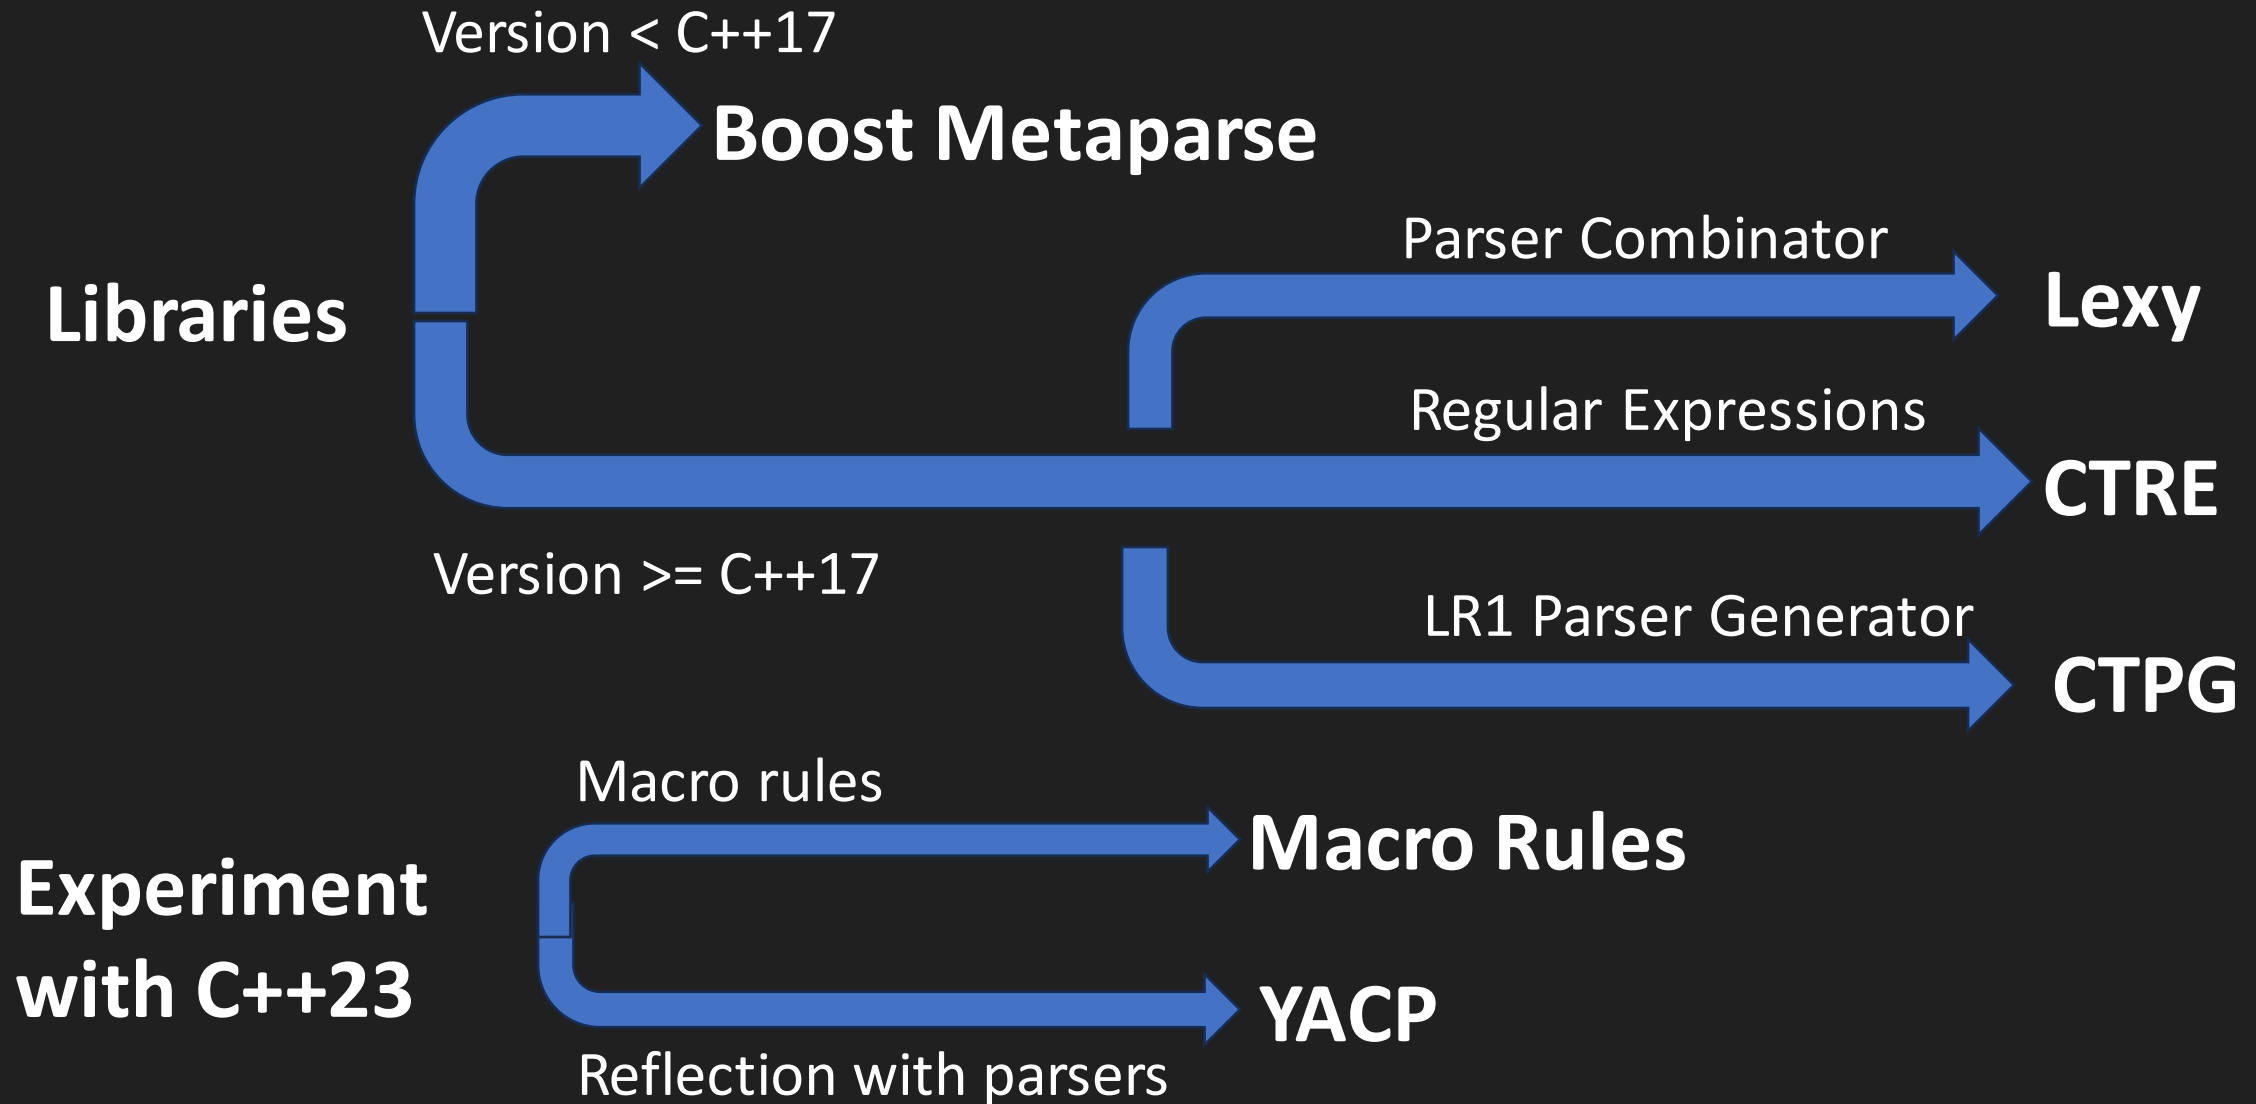 Version < C++17
Boost Metaparse
Libraries
Parser Combinator
Lexy
Regular Expressions
CTRE
Version >= C++17
LR1 Parser Generator
CTPG
Macro rules
Macro Rules
Experiment
with C++23
YACP
Reflection with parsers